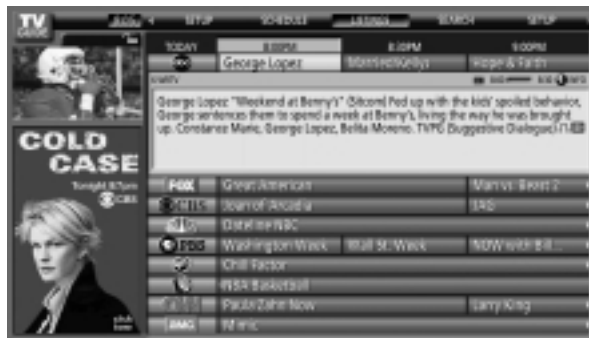 TV
GUIDE
SETUP SCHEDULE LISTINGS SEARCH SETUP
TODAY 8:00PM 8:30PM 9:00PM
abc George Lopez Married/Kellys Hope & Faith
George Lopez "Weekend at Benny's" (Sitcom) Fed up with the kids' spoiled behavior,
George sentences them to spend a week at Benny's, living the way he was brought
up. Constance Marie, George Lopez, Belita Moreno. TVPG (Suggestive Dialogue)
COLD
CASE
Tonight 8/7pm
CBS
FOX Great American Man vs. Beast 2
CBS Joan of Arcadia JAG
Dateline NBC
PBS Washington Week Wall St. Week NOW with Bill...
Chill Factor
NBA Basketball
Paula Zahn Now Larry King
AMC Mimic
click
here